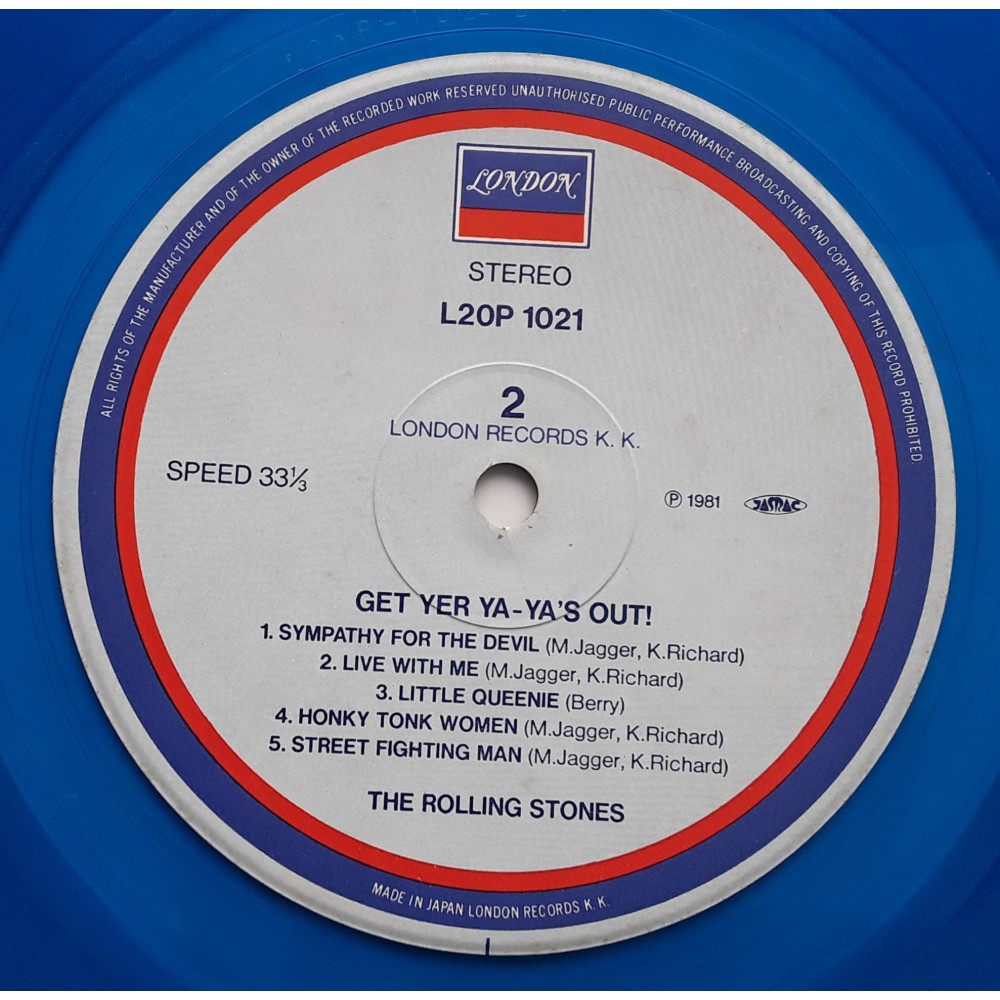 ALL RIGHTS OF THE MANUFACTURER AND OF THE OWNER OF THE RECORDED WORK RESERVED UNAUTHORISED PUBLIC PERFORMANCE BROADCASTING AND COPYING OF THIS RECORD PROHIBITED.
LONDON
STEREO
L20P 1021
2
LONDON RECORDS K. K.
SPEED 33⅓
Ⓟ 1981
JASRAC
GET YER YA-YA'S OUT!
1. SYMPATHY FOR THE DEVIL (M.Jagger, K.Richard)
2. LIVE WITH ME (M.Jagger, K.Richard)
3. LITTLE QUEENIE (Berry)
4. HONKY TONK WOMEN (M.Jagger, K.Richard)
5. STREET FIGHTING MAN (M.Jagger, K.Richard)
THE ROLLING STONES
MADE IN JAPAN LONDON RECORDS K. K.